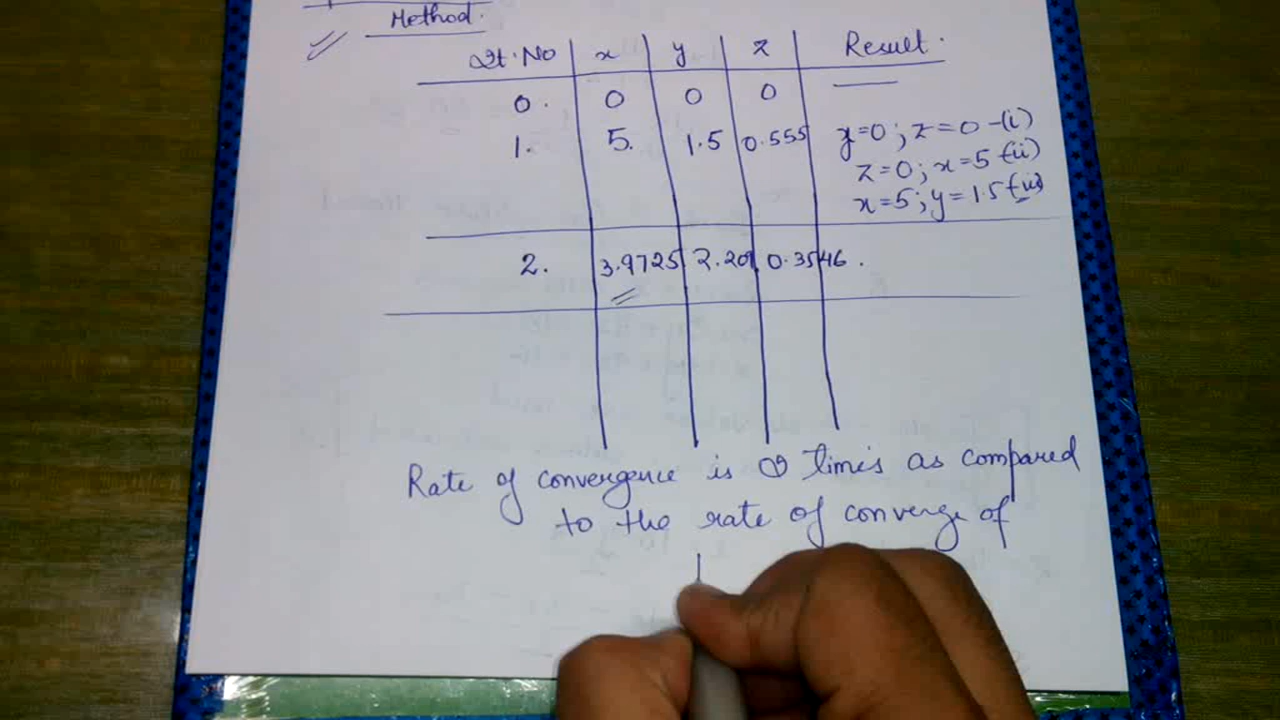 Method.
It. No x y z Result.
0. 0 0 0
1. 5. 1.5 0.555 y=0 ; z=0 -(i)
z=0 ; x=5 -(ii)
x=5 ; y=1.5 -(iii)
2. 3.9725 2.201 0.3546.
Rate of convergence is times as compared
to the rate of converge of